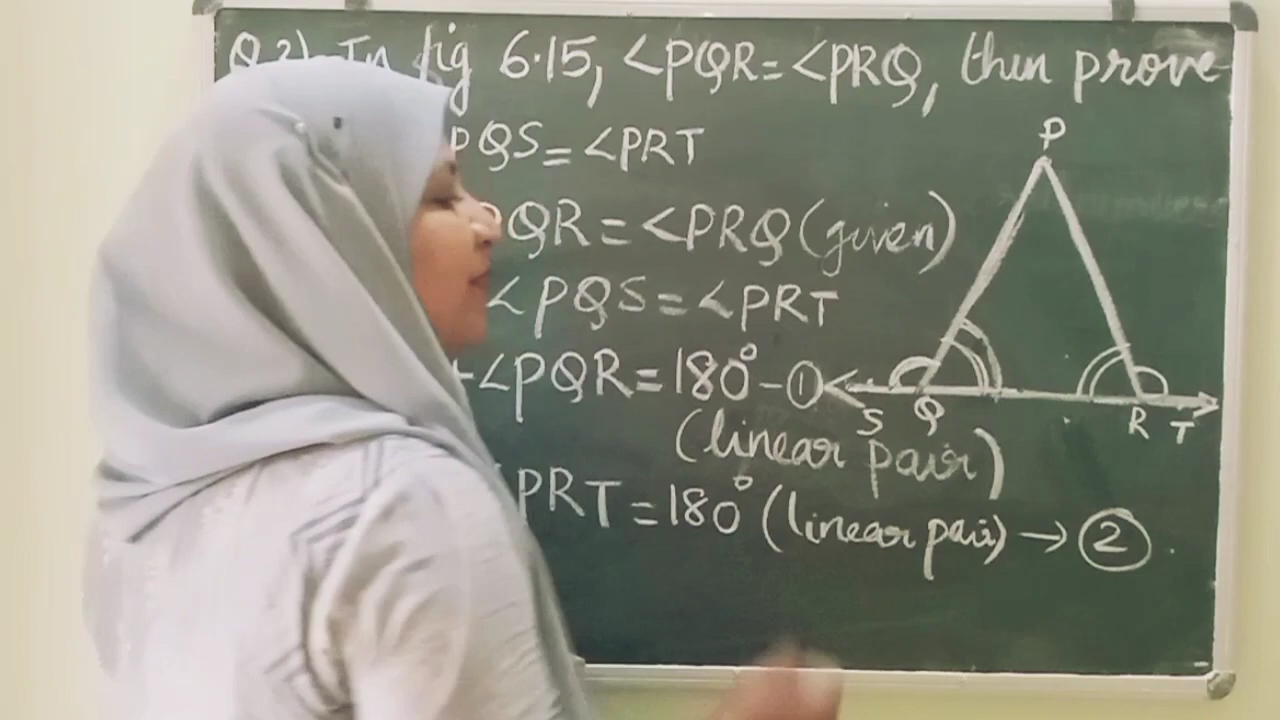 Q 3) In fig 6.15, <PQR = <PRQ, then prove
PQS = <PRT
QR = <PRQ (given)
<PQS = <PRT
+<PQR = 180° - ①
(linear pair)
PRT = 180° (linear pair) → ②
P
S Q R T